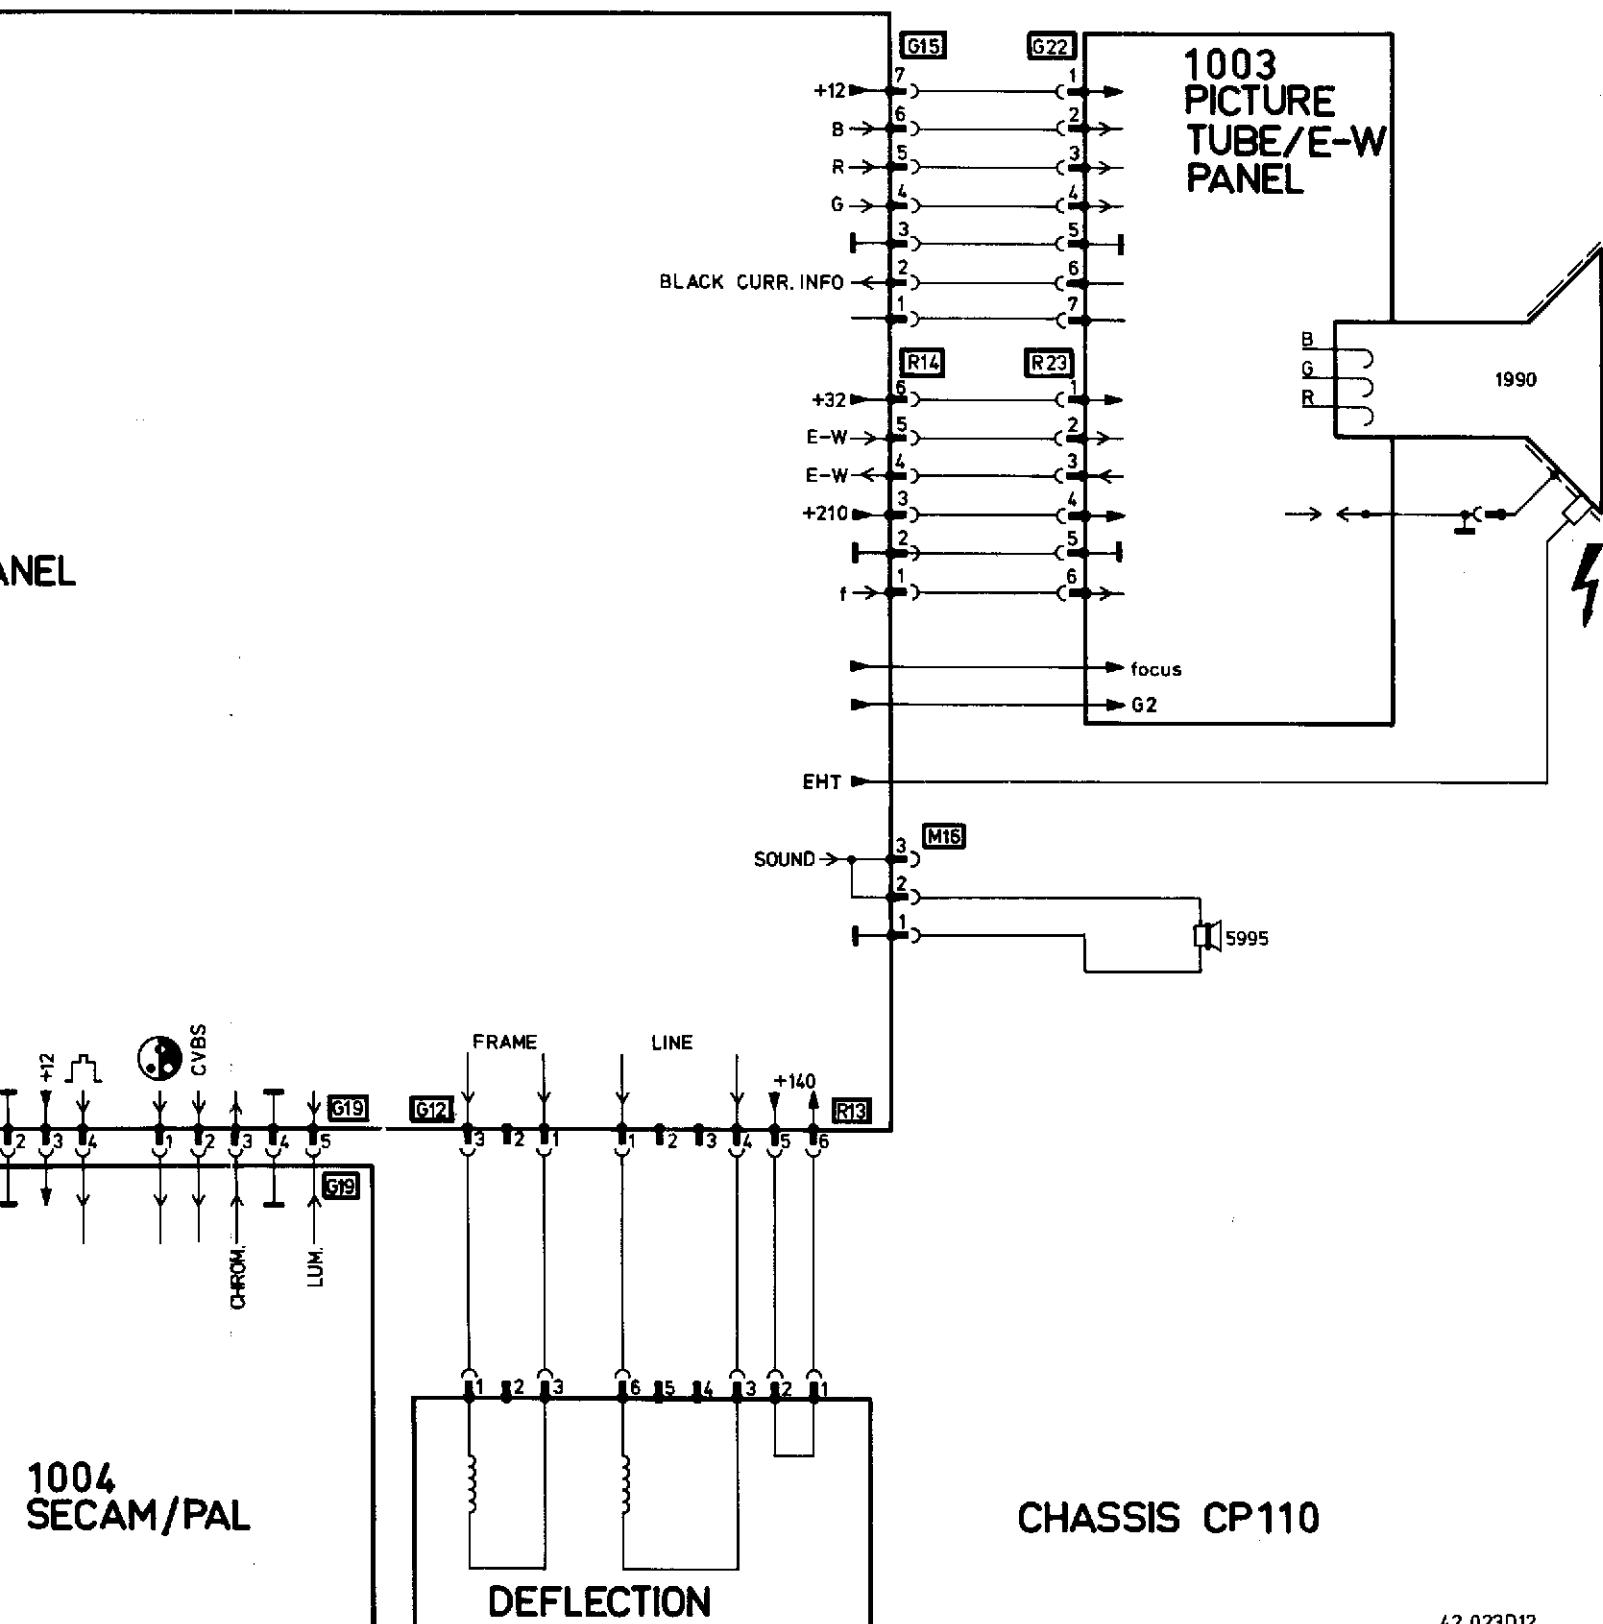 G15 G22
1003
PICTURE
TUBE/E-W
PANEL
+12 7 1
B 6 2
R 5 3
G 4 4
3 5
BLACK CURR. INFO 2 6
1 7
B
G
R
1990
R14 R23
+32 6 1
E-W 5 2
E-W 4 3
+210 3 4
2 5
f 1 6
ANEL
focus
G2
EHT
M16
SOUND 3
2
1
5995
+12
CVBS
FRAME LINE
+140
G19 G12 R13
2 3 4 1 2 3 4 5 3 2 1 1 2 3 4 5 6
G19
CHROM.
LUM.
1 2 3 6 5 4 3 2 1
1004
SECAM/PAL
CHASSIS CP110
DEFLECTION